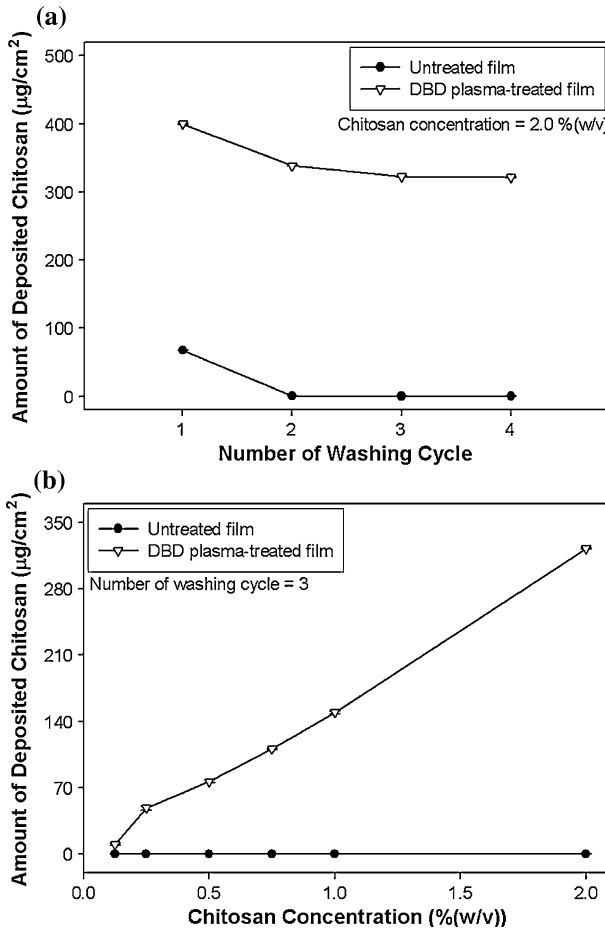 (a)
Amount of Deposited Chitosan (µg/cm²)
500
400
300
200
100
0
Untreated film
DBD plasma-treated film
Chitosan concentration = 2.0 %(w/v)
1 2 3 4
Number of Washing Cycle
(b)
Amount of Deposited Chitosan (µg/cm²)
350
280
210
140
70
0
Untreated film
DBD plasma-treated film
Number of washing cycle = 3
0.0 0.5 1.0 1.5 2.0
Chitosan Concentration (%(w/v))